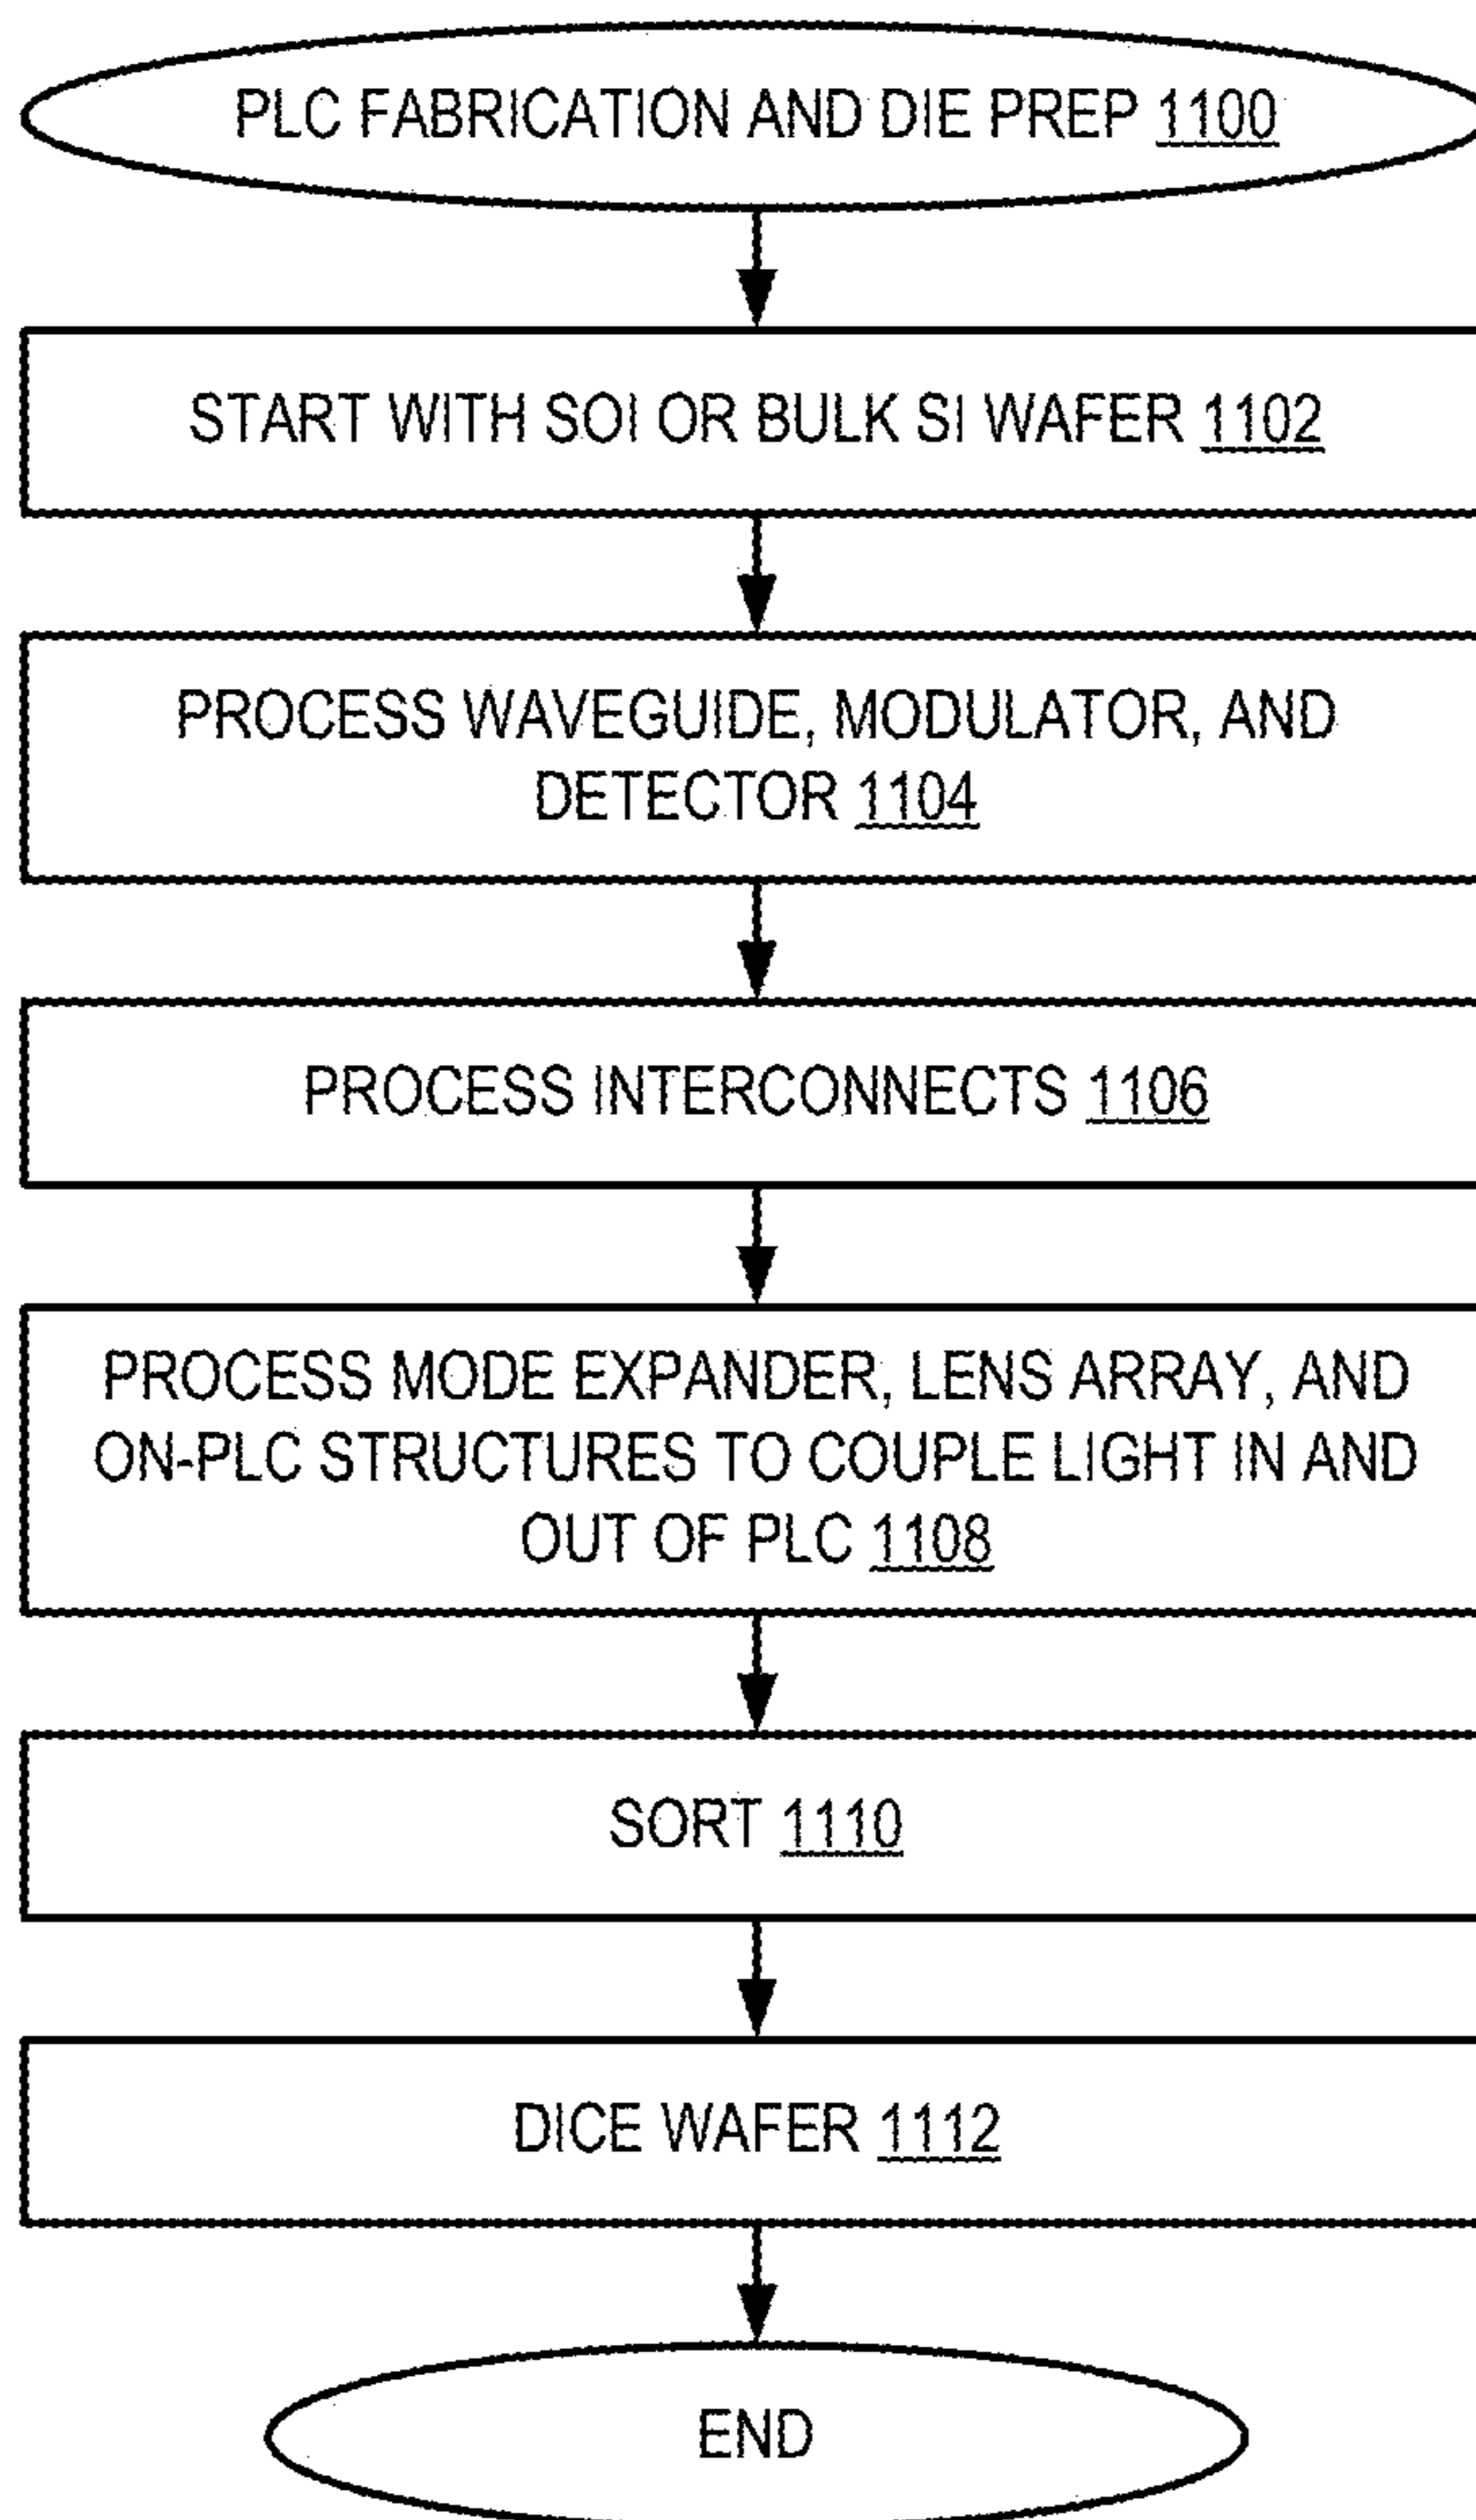 PLC FABRICATION AND DIE PREP 1100
START WITH SOI OR BULK SI WAFER 1102
PROCESS WAVEGUIDE, MODULATOR, AND
DETECTOR 1104
PROCESS INTERCONNECTS 1106
PROCESS MODE EXPANDER, LENS ARRAY, AND
ON-PLC STRUCTURES TO COUPLE LIGHT IN AND
OUT OF PLC 1108
SORT 1110
DICE WAFER 1112
END